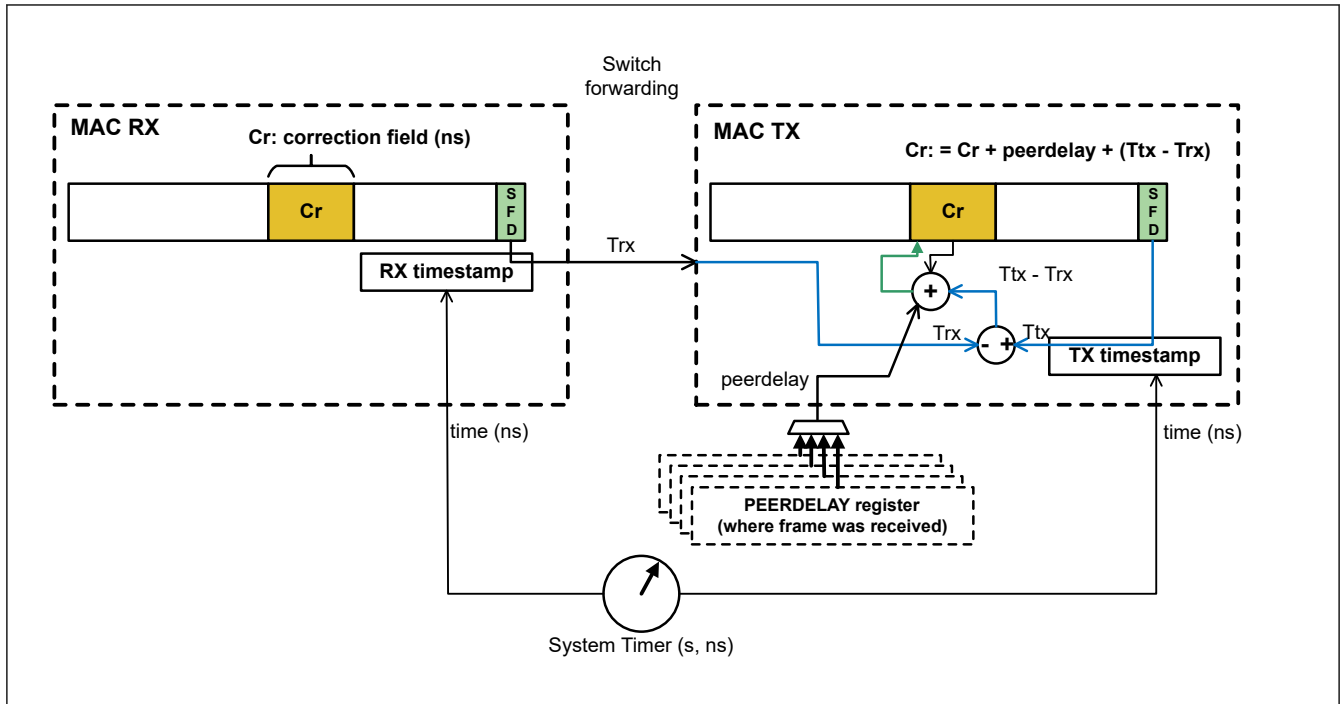 Switch
forwarding
MAC RX
Cr: correction field (ns)
Cr
S
F
D
RX timestamp
Trx
MAC TX
Cr: = Cr + peerdelay + (Ttx - Trx)
Cr
S
F
D
+
Ttx - Trx
Trx
- +
Ttx
TX timestamp
peerdelay
time (ns)
time (ns)
PEERDELAY register
(where frame was received)
System Timer (s, ns)